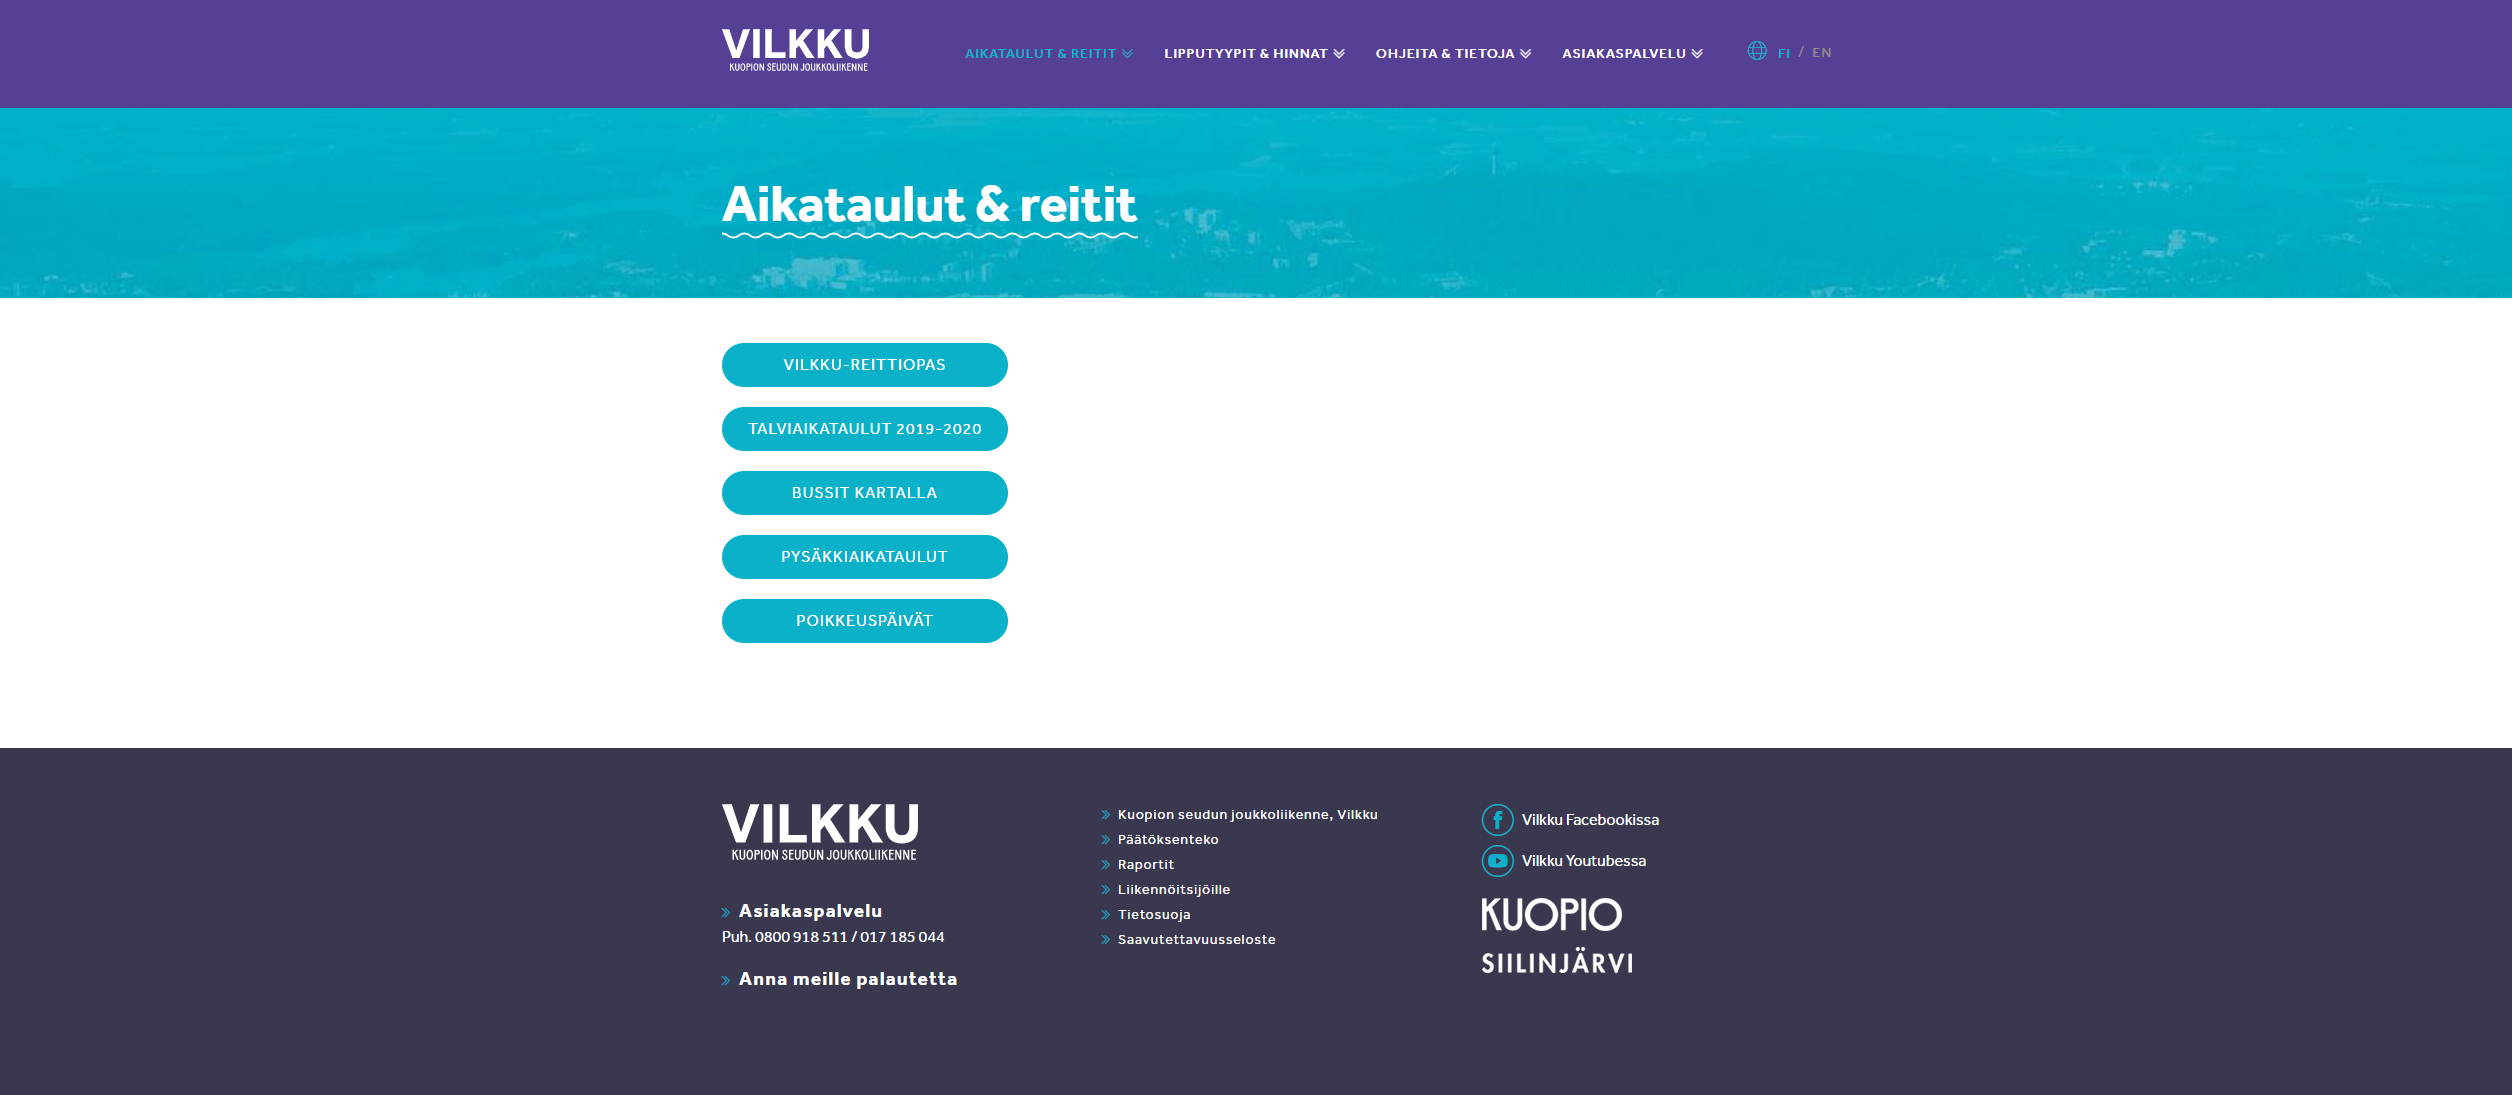 VILKKU
KUOPION SEUDUN JOUKKOLIIKENNE
AIKATAULUT & REITIT
LIPPUTYYPIT & HINNAT
OHJEITA & TIETOJA
ASIAKASPALVELU
FI / EN
Aikataulut & reitit
VILKKU-REITTIOPAS
TALVIAIKATAULUT 2019-2020
BUSSIT KARTALLA
PYSÄKKIAIKATAULUT
POIKKEUSPÄIVÄT
VILKKU
KUOPION SEUDUN JOUKKOLIIKENNE
Asiakaspalvelu
Puh. 0800 918 511 / 017 185 044
Anna meille palautetta
Kuopion seudun joukkoliikenne, Vilkku
Päätöksenteko
Raportit
Liikennöitsijöille
Tietosuoja
Saavutettavuusseloste
Vilkku Facebookissa
Vilkku Youtubessa
KUOPIO
SIILINJÄRVI